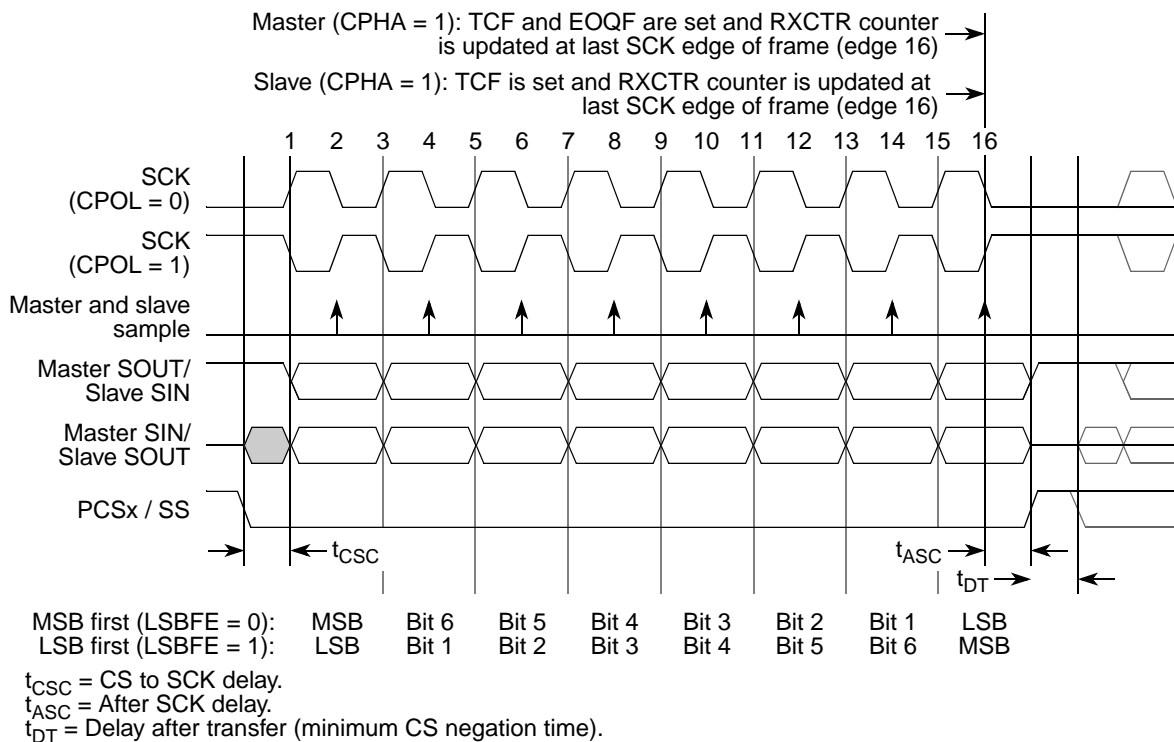 Master (CPHA = 1): TCF and EOQF are set and RXCTR counter
is updated at last SCK edge of frame (edge 16)
Slave (CPHA = 1): TCF is set and RXCTR counter is updated at
last SCK edge of frame (edge 16)
1 2 3 4 5 6 7 8 9 10 11 12 13 14 15 16
SCK
(CPOL = 0)
SCK
(CPOL = 1)
Master and slave
sample
Master SOUT/
Slave SIN
Master SIN/
Slave SOUT
PCSx / SS
tCSC tASC
tDT
MSB first (LSBFE = 0): MSB Bit 6 Bit 5 Bit 4 Bit 3 Bit 2 Bit 1 LSB
LSB first (LSBFE = 1): LSB Bit 1 Bit 2 Bit 3 Bit 4 Bit 5 Bit 6 MSB
tCSC = CS to SCK delay.
tASC = After SCK delay.
tDT = Delay after transfer (minimum CS negation time).